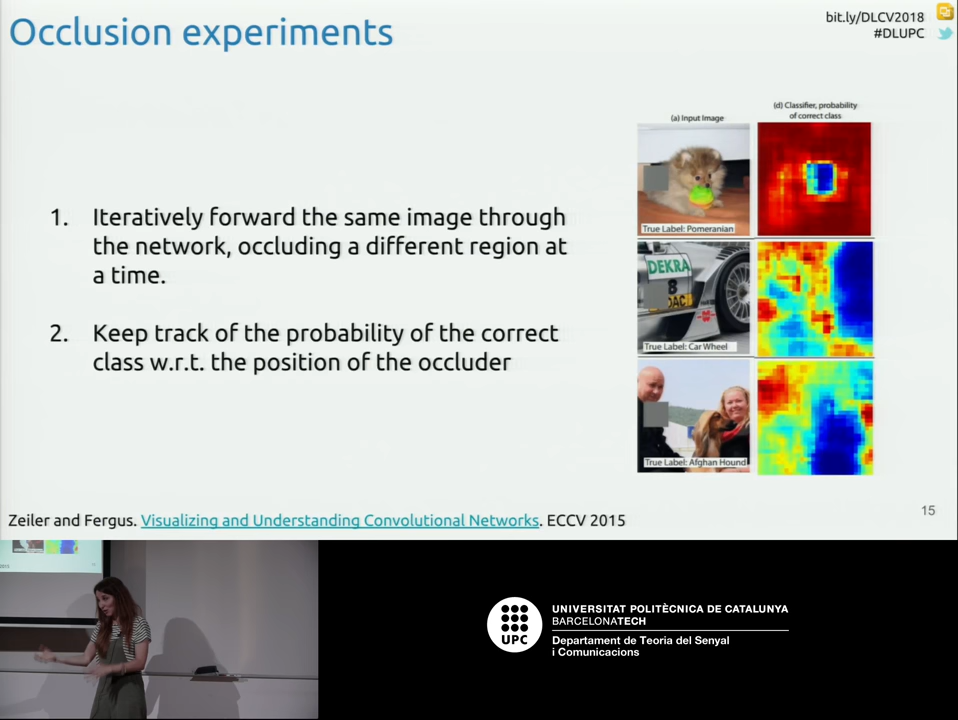 Occlusion experiments
bit.ly/DLCV2018
#DLUPC
(a) Input Image
(d) Classifier, probability
of correct class
True Label: Pomeranian
DEKRA
8
DAC
True Label: Car Wheel
True Label: Afghan Hound
1. Iteratively forward the same image through
the network, occluding a different region at
a time.
2. Keep track of the probability of the correct
class w.r.t. the position of the occluder
Zeiler and Fergus. Visualizing and Understanding Convolutional Networks. ECCV 2015
15
UPC
UNIVERSITAT POLITÈCNICA DE CATALUNYA
BARCELONATECH
Departament de Teoria del Senyal
i Comunicacions